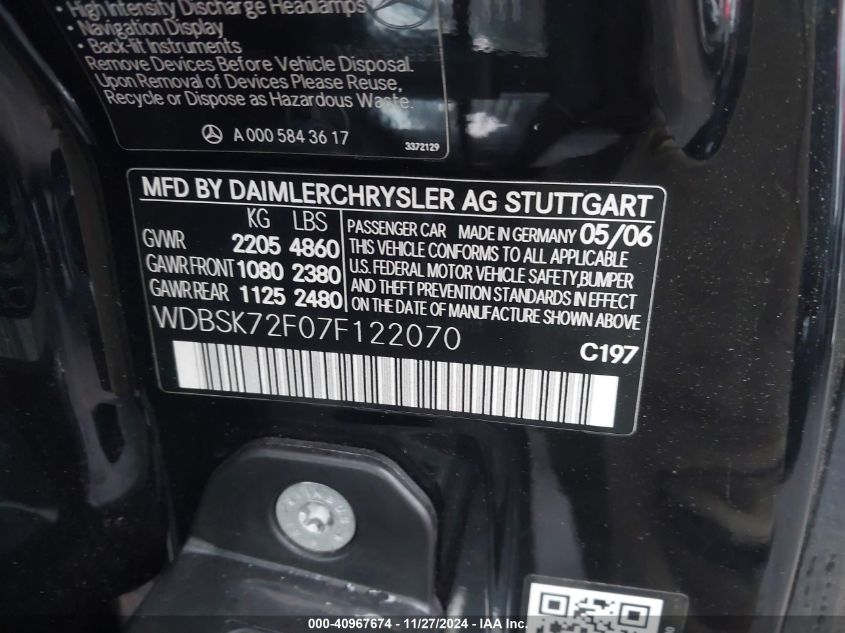 • High Intensity Discharge Headlamps
• Navigation Display
• Back-lit Instruments
Remove Devices Before Vehicle Disposal.
Upon Removal of Devices Please Reuse,
Recycle or Dispose as Hazardous Waste.
A 000 584 36 17
3372129
MFD BY DAIMLERCHRYSLER AG STUTTGART
KG LBS
GVWR 2205 4860
GAWR FRONT 1080 2380
GAWR REAR 1125 2480
PASSENGER CAR MADE IN GERMANY 05/06
THIS VEHICLE CONFORMS TO ALL APPLICABLE
U.S. FEDERAL MOTOR VEHICLE SAFETY,BUMPER
AND THEFT PREVENTION STANDARDS IN EFFECT
ON THE DATE OF MANUFACTURE SHOWN ABOVE.
WDBSK72F07F122070
C197
000-40967674 | 11/27/2024 | IAA Inc.